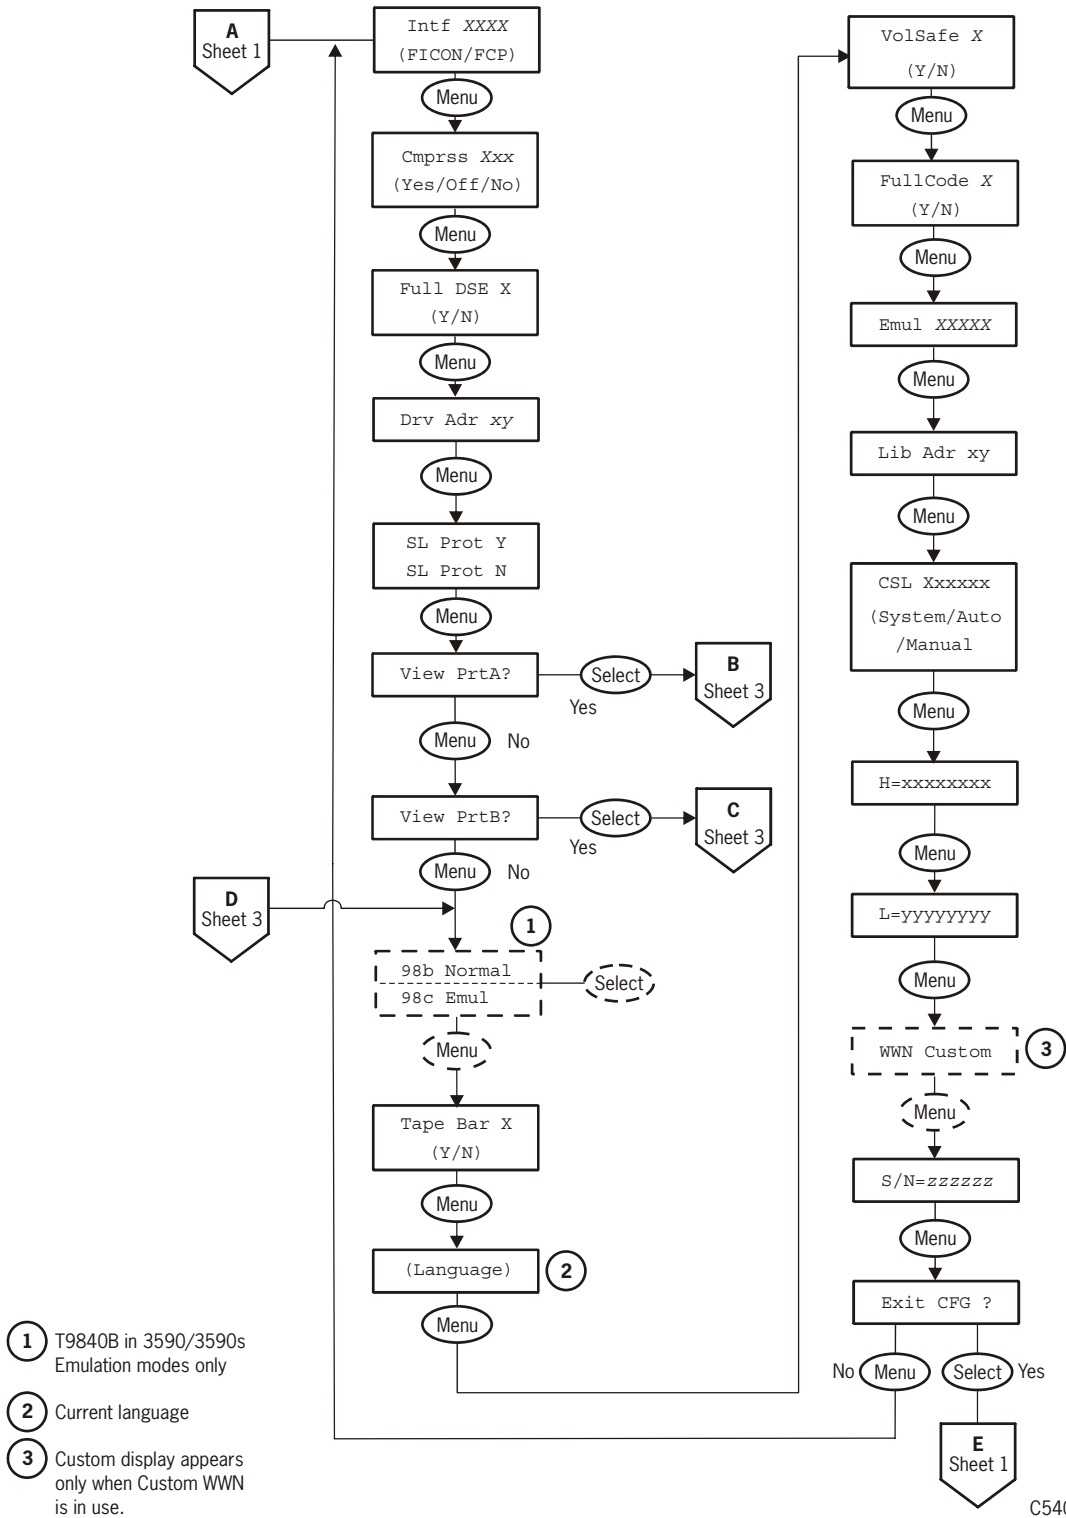 A
Sheet 1
Intf XXXX
(FICON/FCP)
Menu
Cmprss Xxx
(Yes/Off/No)
Menu
Full DSE X
(Y/N)
Menu
Drv Adr xy
Menu
SL Prot Y
SL Prot N
Menu
View PrtA?
Select
Yes
B
Sheet 3
Menu No
View PrtB?
Select
Yes
C
Sheet 3
Menu No
D
Sheet 3
1
98b Normal
98c Emul
Select
Menu
Tape Bar X
(Y/N)
Menu
(Language)
2
Menu
VolSafe X
(Y/N)
Menu
FullCode X
(Y/N)
Menu
Emul XXXXX
Menu
Lib Adr xy
Menu
CSL Xxxxxx
(System/Auto
/Manual
Menu
H=xxxxxxxx
Menu
L=yyyyyyyy
Menu
WWN Custom
3
Menu
S/N=zzzzzz
Menu
Exit CFG ?
No Menu
Select Yes
E
Sheet 1
1 T9840B in 3590/3590s
Emulation modes only
2 Current language
3 Custom display appears
only when Custom WWN
is in use.